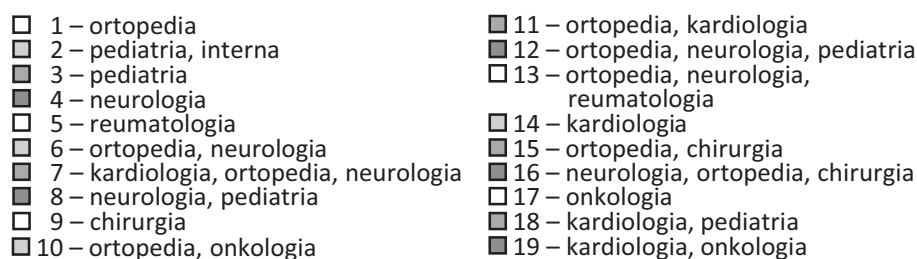 1 – ortopedia
2 – pediatria, interna
3 – pediatria
4 – neurologia
5 – reumatologia
6 – ortopedia, neurologia
7 – kardiologia, ortopedia, neurologia
8 – neurologia, pediatria
9 – chirurgia
10 – ortopedia, onkologia
11 – ortopedia, kardiologia
12 – ortopedia, neurologia, pediatria
13 – ortopedia, neurologia,
reumatologia
14 – kardiologia
15 – ortopedia, chirurgia
16 – neurologia, ortopedia, chirurgia
17 – onkologia
18 – kardiologia, pediatria
19 – kardiologia, onkologia